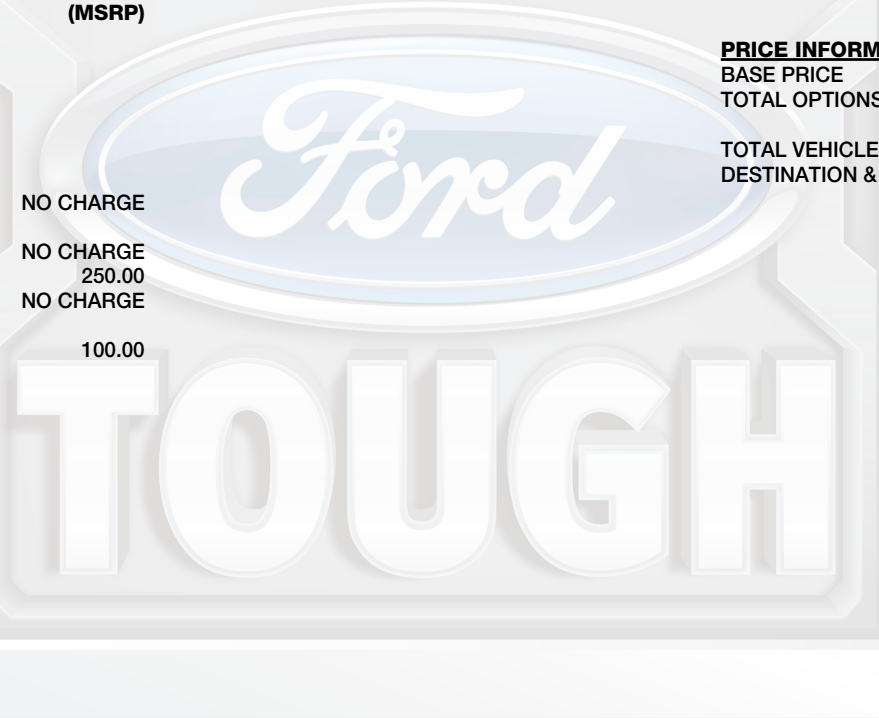 (MSRP)
NO CHARGE
NO CHARGE
250.00
NO CHARGE
100.00
PRICE INFORM
BASE PRICE
TOTAL OPTIONS
TOTAL VEHICLE
DESTINATION &
Ford
TOUGH